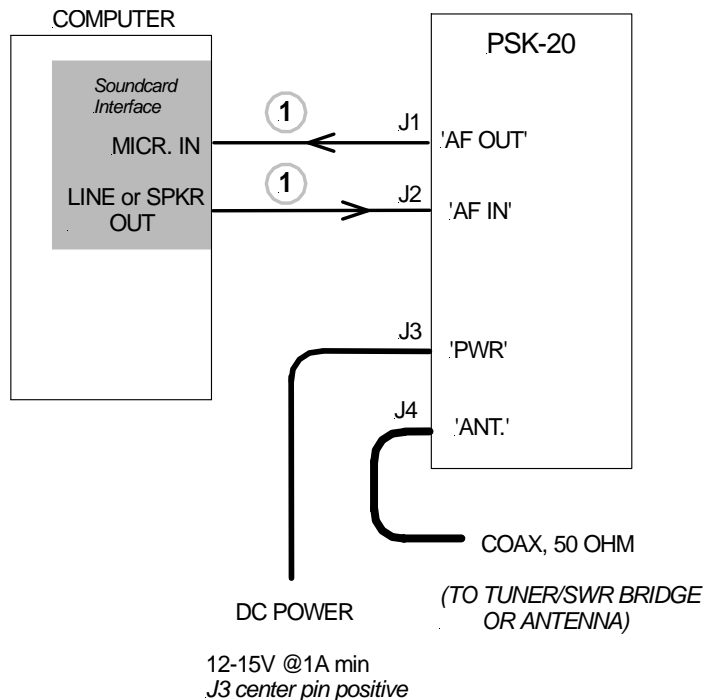 COMPUTER
PSK-20
Soundcard
Interface
1
J1
MICR. IN
'AF OUT'
1
J2
LINE or SPKR
OUT
'AF IN'
J3
'PWR'
J4
'ANT.'
COAX, 50 OHM
(TO TUNER/SWR BRIDGE
OR ANTENNA)
DC POWER
12-15V @1A min
J3 center pin positive